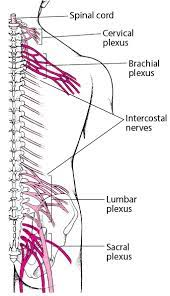 Spinal cord
Cervical
plexus
Brachial
plexus
Intercostal
nerves
Lumbar
plexus
Sacral
plexus